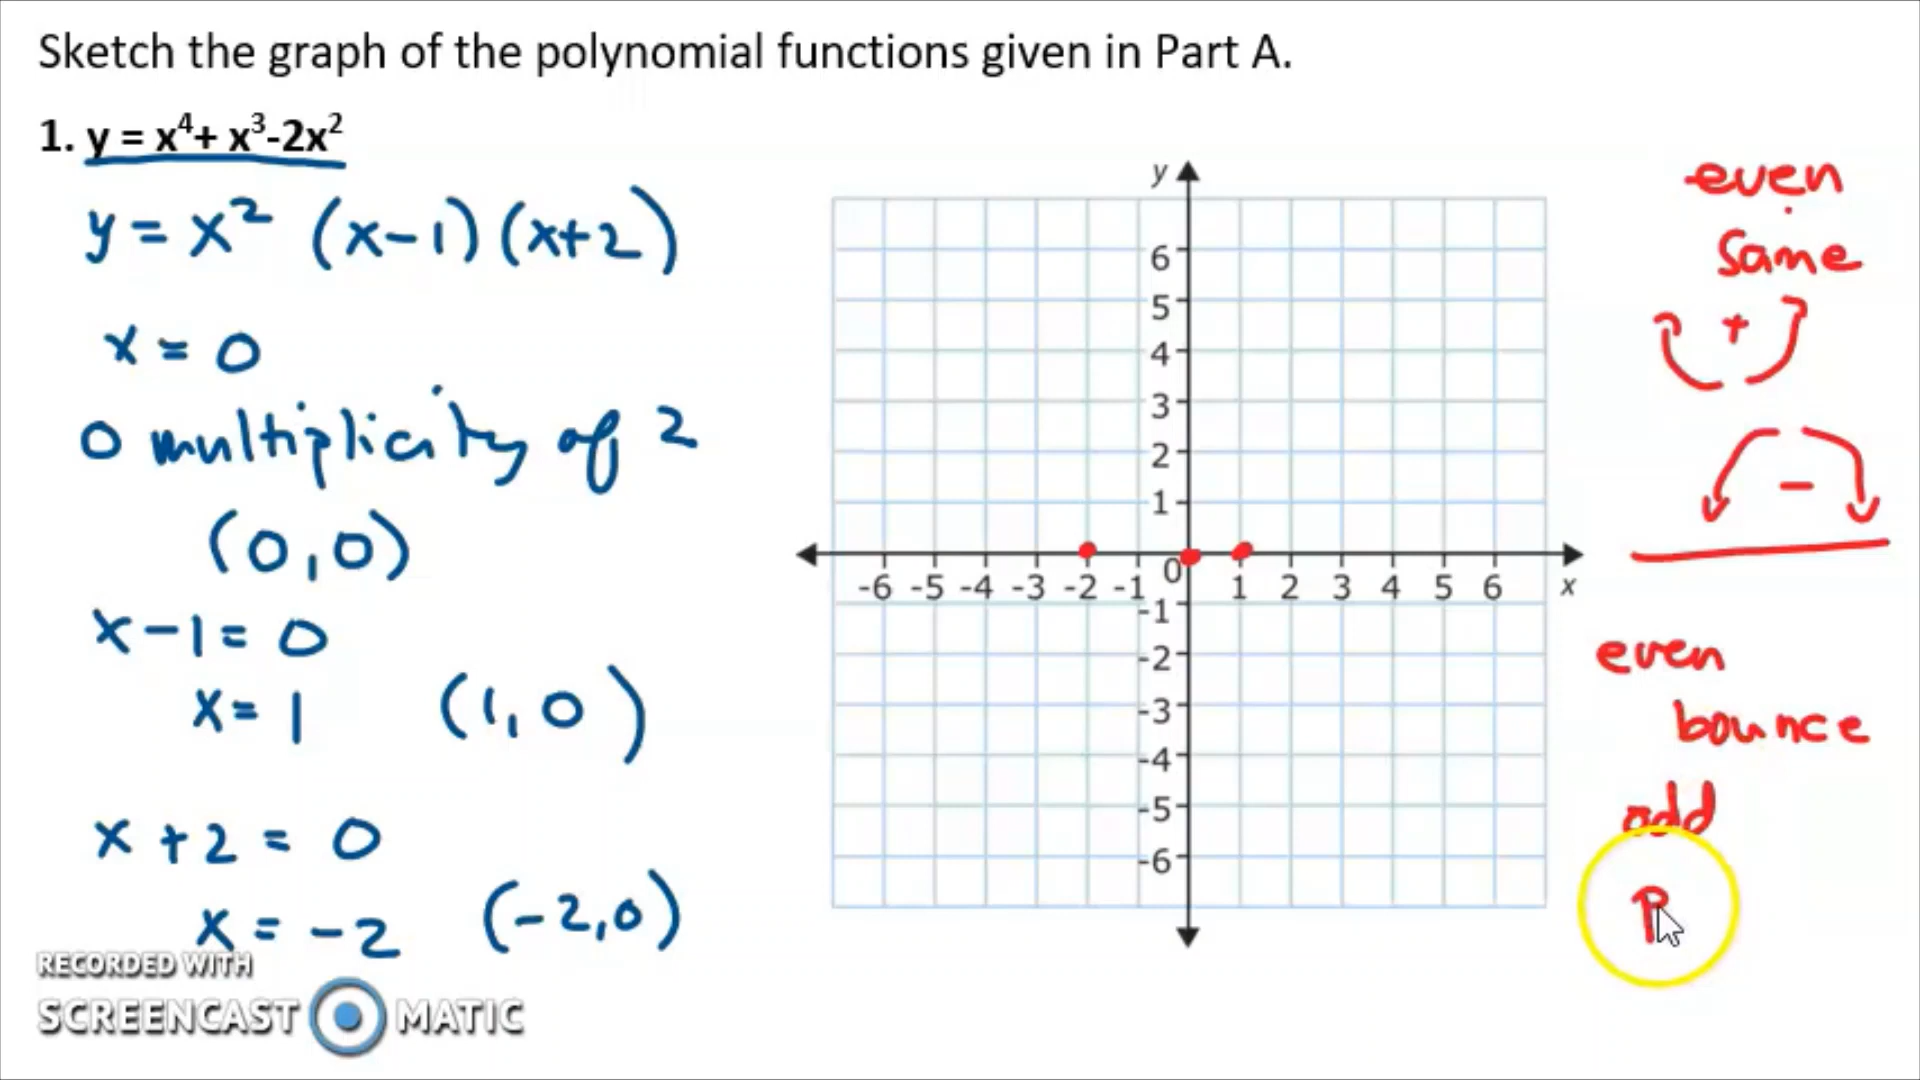 Sketch the graph of the polynomial functions given in Part A.
1. y = x⁴+ x³-2x²
y = x² (x-1)(x+2)
x = 0
0 multiplicity of 2
(0,0)
x-1= 0
x= 1 (1,0)
x +2 = 0
x = -2 (-2,0)
RECORDED WITH
SCREENCAST MATIC
y
6
5
4
3
2
1
0
-6 -5 -4 -3 -2 -1 1 2 3 4 5 6 x
-1
-2
-3
-4
-5
-6
even
same
+
-
even
bounce
odd
P